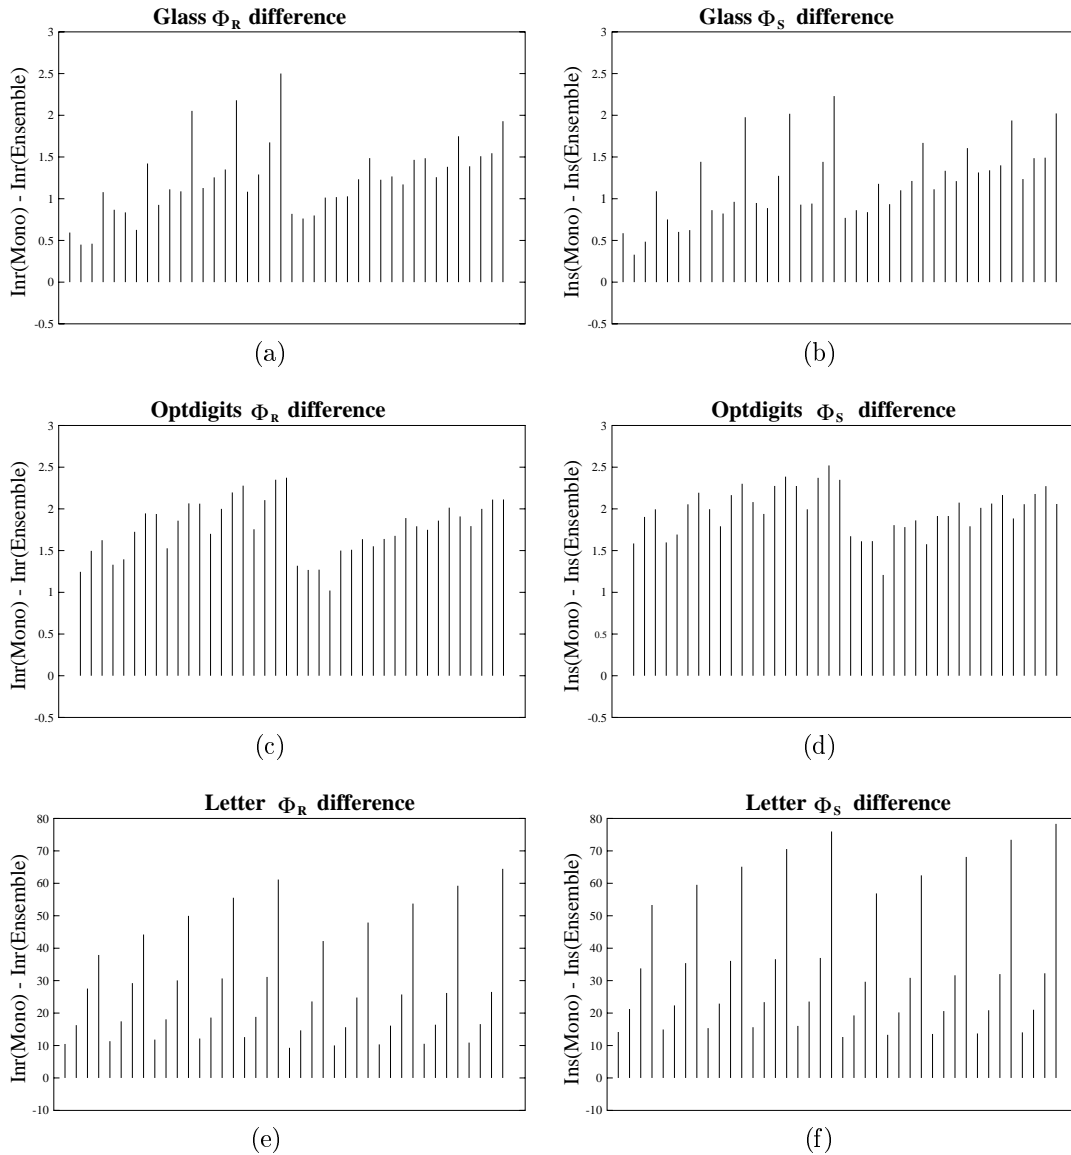 Glass Φ_R difference
Inr(Mono) - Inr(Ensemble)
3
2.5
2
1.5
1
0.5
0
-0.5
(a)
Glass Φ_S difference
Ins(Mono) - Ins(Ensemble)
3
2.5
2
1.5
1
0.5
0
-0.5
(b)
Optdigits Φ_R difference
Inr(Mono) - Inr(Ensemble)
3
2.5
2
1.5
1
0.5
0
-0.5
(c)
Optdigits Φ_S difference
Ins(Mono) - Ins(Ensemble)
3
2.5
2
1.5
1
0.5
0
-0.5
(d)
Letter Φ_R difference
Inr(Mono) - Inr(Ensemble)
80
70
60
50
40
30
20
10
0
-10
(e)
Letter Φ_S difference
Ins(Mono) - Ins(Ensemble)
80
70
60
50
40
30
20
10
0
-10
(f)